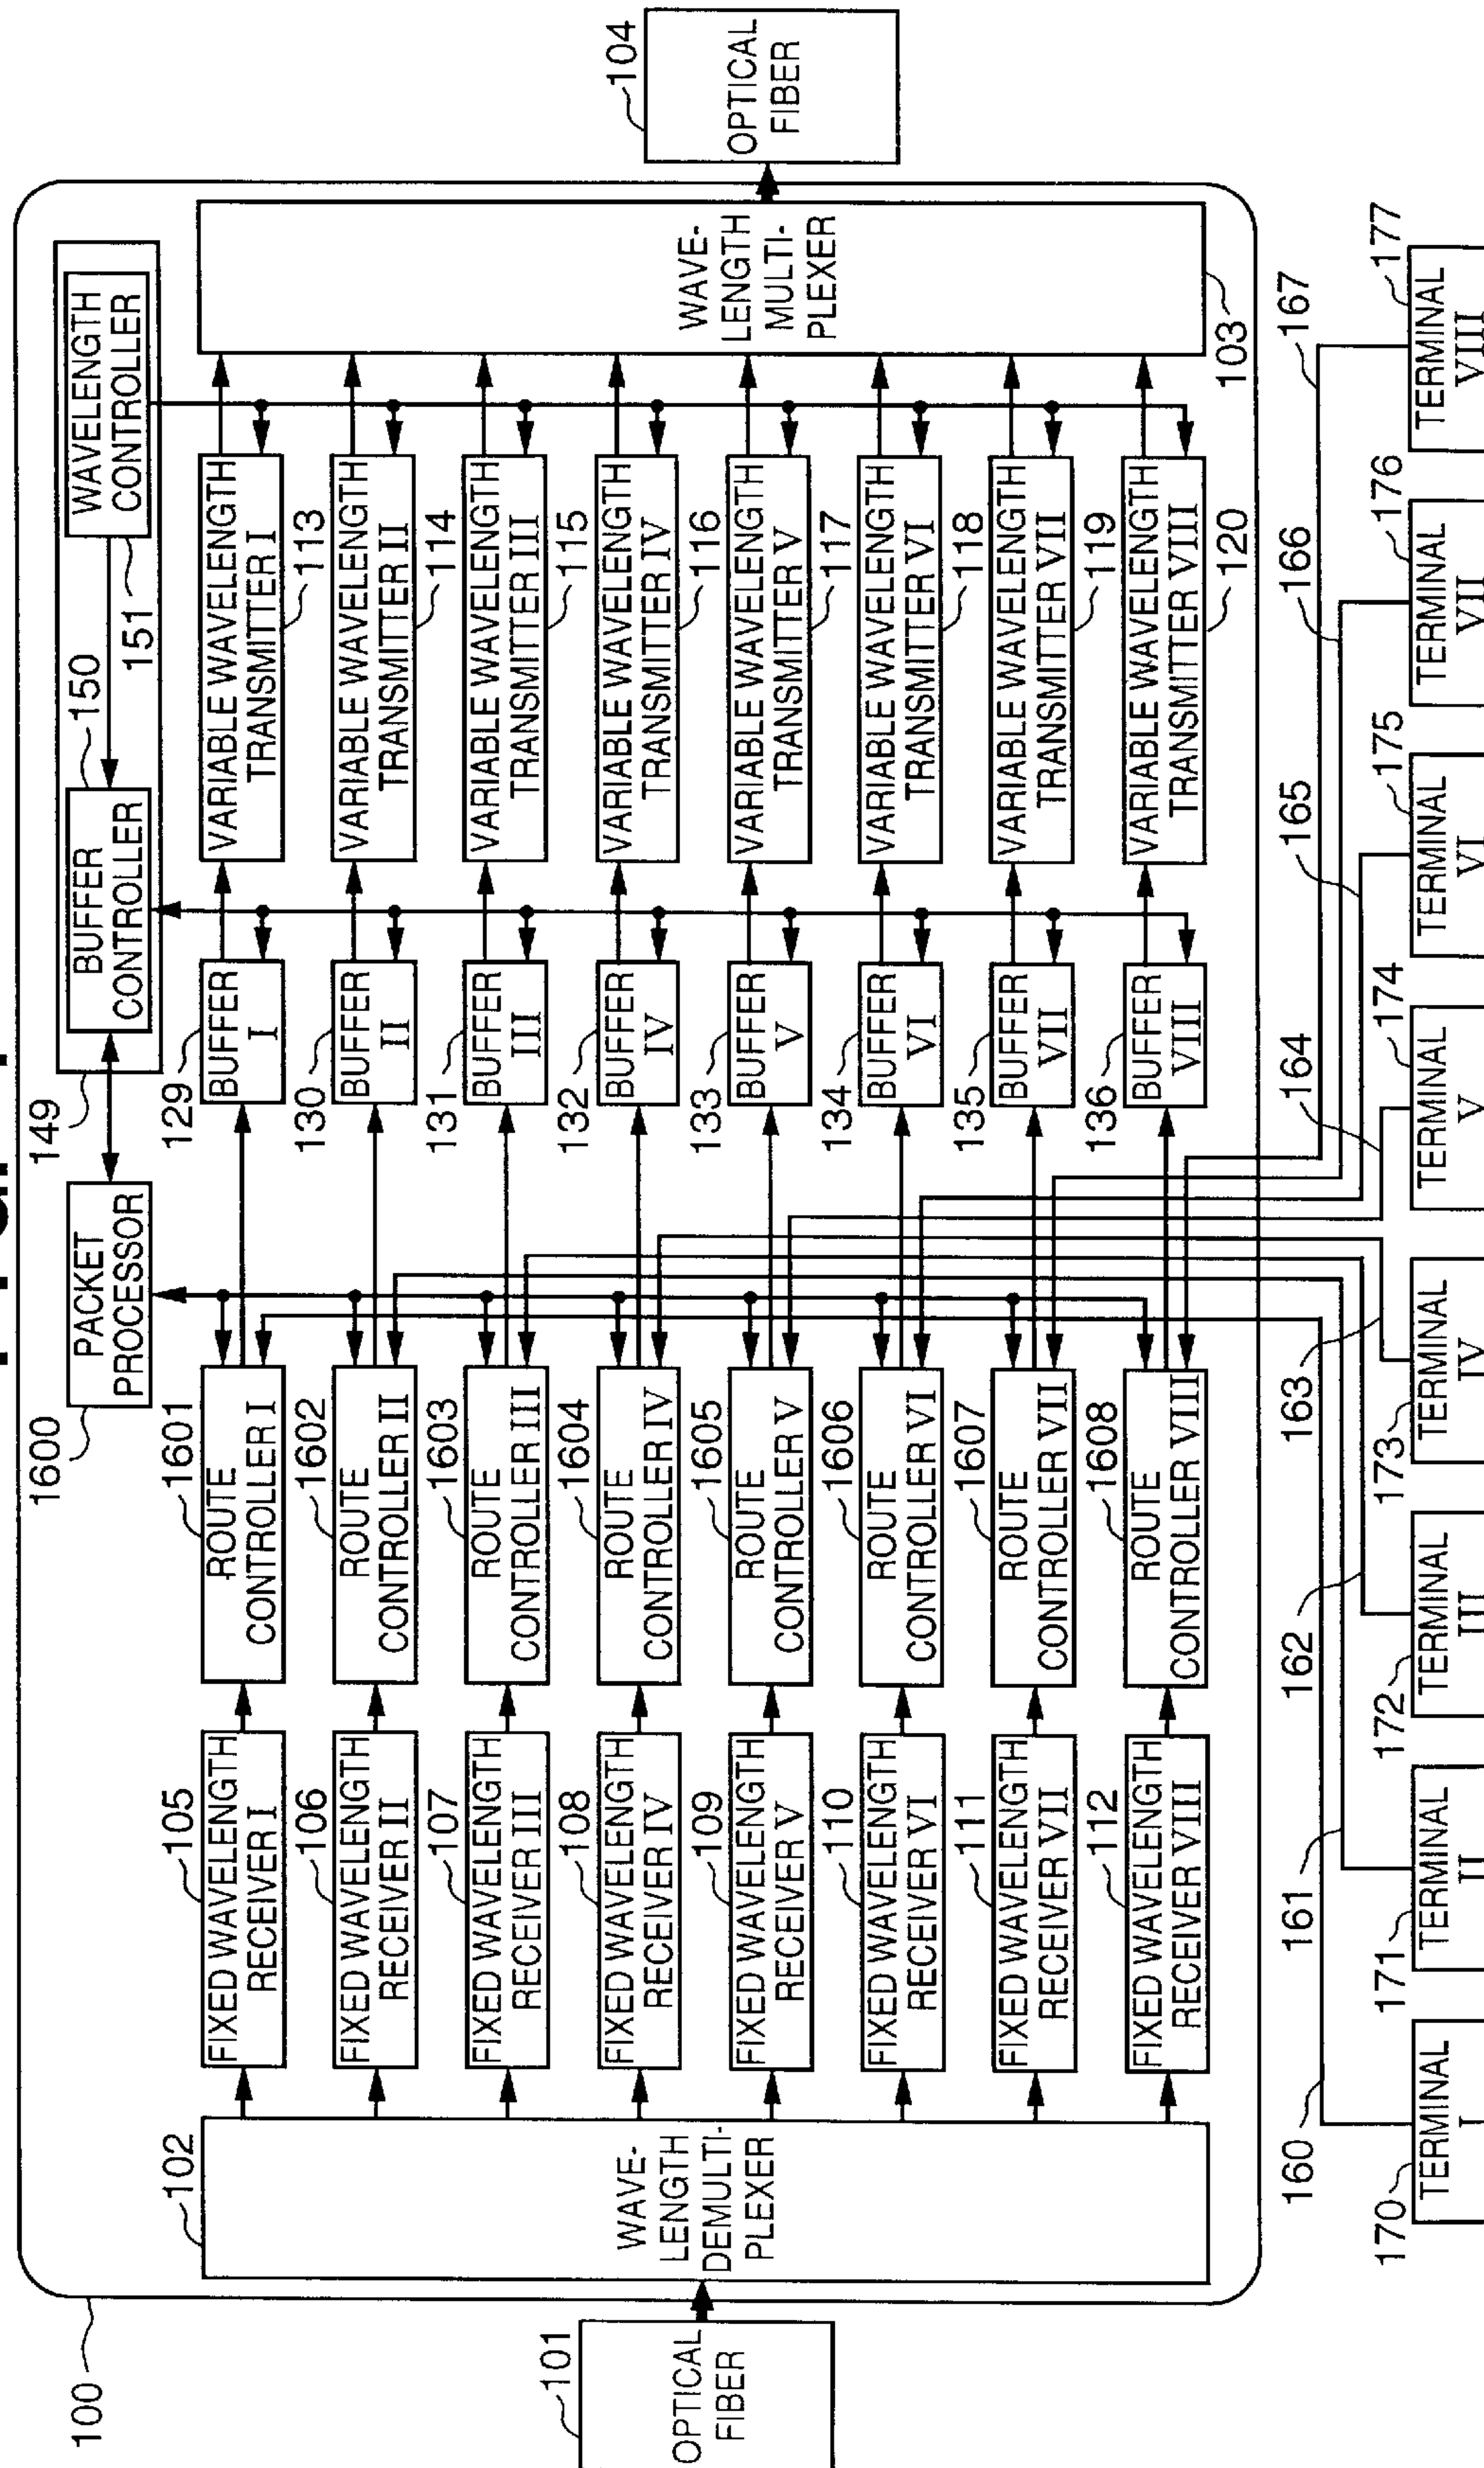 100
101
OPTICAL
FIBER
102
WAVE-
LENGTH
DEMULTI-
PLEXER
105
FIXED WAVELENGTH
RECEIVER I
106
FIXED WAVELENGTH
RECEIVER II
107
FIXED WAVELENGTH
RECEIVER III
108
FIXED WAVELENGTH
RECEIVER IV
109
FIXED WAVELENGTH
RECEIVER V
110
FIXED WAVELENGTH
RECEIVER VI
111
FIXED WAVELENGTH
RECEIVER VII
112
FIXED WAVELENGTH
RECEIVER VIII
1600
PACKET
PROCESSOR
1601
ROUTE
CONTROLLER I
1602
ROUTE
CONTROLLER II
1603
ROUTE
CONTROLLER III
1604
ROUTE
CONTROLLER IV
1605
ROUTE
CONTROLLER V
1606
ROUTE
CONTROLLER VI
1607
ROUTE
CONTROLLER VII
1608
ROUTE
CONTROLLER VIII
149
BUFFER
CONTROLLER
150
WAVELENGTH
CONTROLLER
151
129
BUFFER
I
130
BUFFER
II
131
BUFFER
III
132
BUFFER
IV
133
BUFFER
V
134
BUFFER
VI
135
BUFFER
VII
136
BUFFER
VIII
VARIABLE WAVELENGTH
TRANSMITTER I
113
VARIABLE WAVELENGTH
TRANSMITTER II
114
VARIABLE WAVELENGTH
TRANSMITTER III
115
VARIABLE WAVELENGTH
TRANSMITTER IV
116
VARIABLE WAVELENGTH
TRANSMITTER V
117
VARIABLE WAVELENGTH
TRANSMITTER VI
118
VARIABLE WAVELENGTH
TRANSMITTER VII
119
VARIABLE WAVELENGTH
TRANSMITTER VIII
120
WAVE-
LENGTH
MULTI-
PLEXER
103
104
OPTICAL
FIBER
160
161
162
163
164
165
166
167
170
TERMINAL
I
171
TERMINAL
II
172
TERMINAL
III
173
TERMINAL
IV
174
TERMINAL
V
175
TERMINAL
VI
176
TERMINAL
VII
177
TERMINAL
VIII